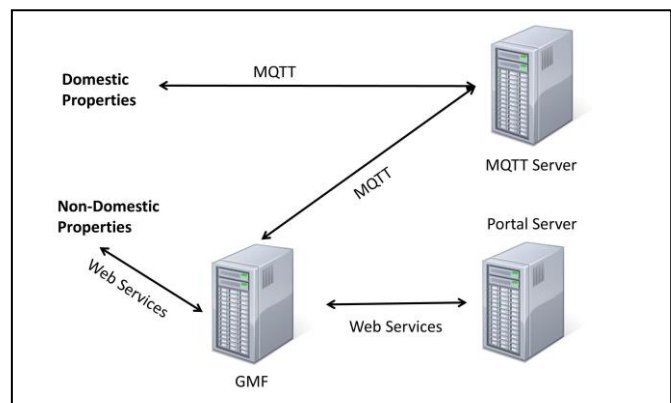 MQTT
Domestic
Properties
MQTT Server
MQTT
Non-Domestic
Properties
Portal Server
Web Services
Web Services
GMF